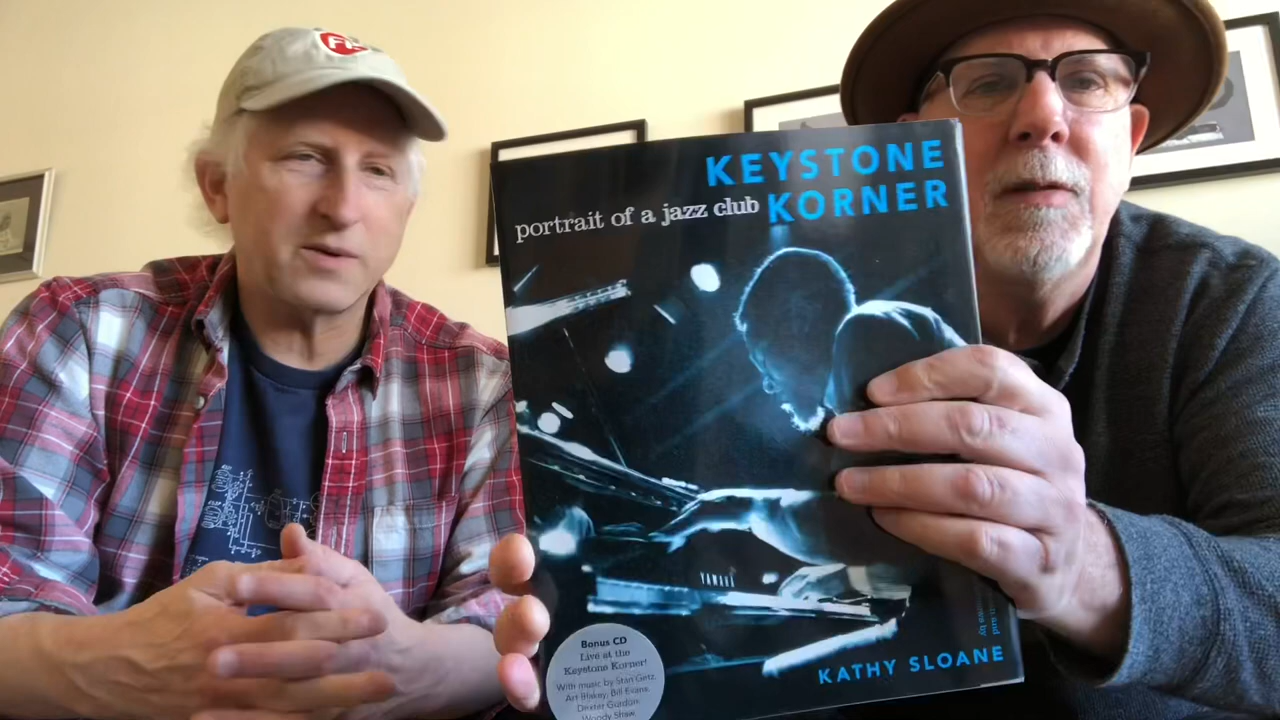 KEYSTONE
portrait of a jazz club KORNER
YAMAHA
KATHY SLOANE
Bonus CD
Live at the
Keystone Korner!
With music by Stan Getz,
Art Blakey, Bill Evans,
Dexter Gordon,
Woody Shaw,